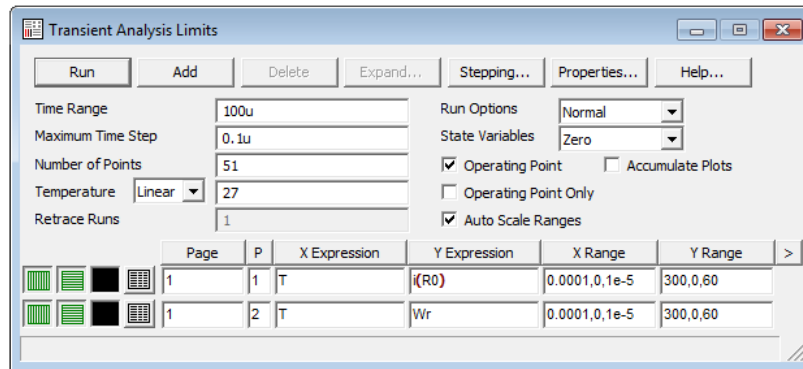 Transient Analysis Limits
Run Add Delete Expand... Stepping... Properties... Help...
Time Range 100u Run Options Normal
Maximum Time Step 0.1u State Variables Zero
Number of Points 51 Operating Point Accumulate Plots
Temperature Linear 27 Operating Point Only
Retrace Runs 1 Auto Scale Ranges
Page P X Expression Y Expression X Range Y Range >
1 1 T i(R0) 0.0001,0,1e-5 300,0,60
1 2 T Wr 0.0001,0,1e-5 300,0,60